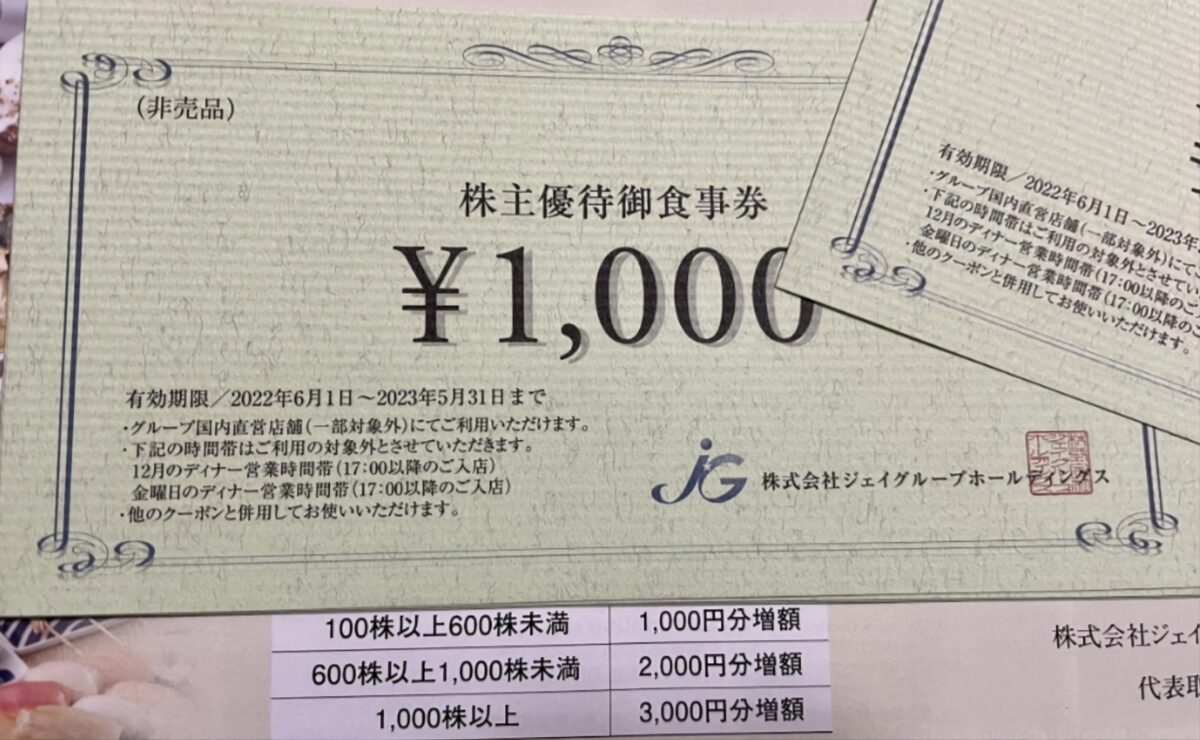 (非売品)
株主優待御食事券
¥1,000
有効期限/2022年6月1日〜2023年5月31日まで
・グループ国内直営店舗(一部対象外)にてご利用いただけます。
・下記の時間帯はご利用の対象外とさせていただきます。
12月のディナー営業時間帯(17:00以降のご入店)
金曜日のディナー営業時間帯(17:00以降のご入店)
・他のクーポンと併用してお使いいただけます。
JG 株式会社ジェイグループホールディングス
有効期限/2022年6月1日〜2023年
・グループ国内直営店舗(一部対象外)にて
・下記の時間帯はご利用の対象外とさせてい
12月のディナー営業時間帯(17:00以降のご
金曜日のディナー営業時間帯(17:00以降のご
・他のクーポンと併用してお使いいただけます。
100株以上600株未満 1,000円分増額
600株以上1,000株未満 2,000円分増額
1,000株以上 3,000円分増額
株式会社ジェイ
代表取